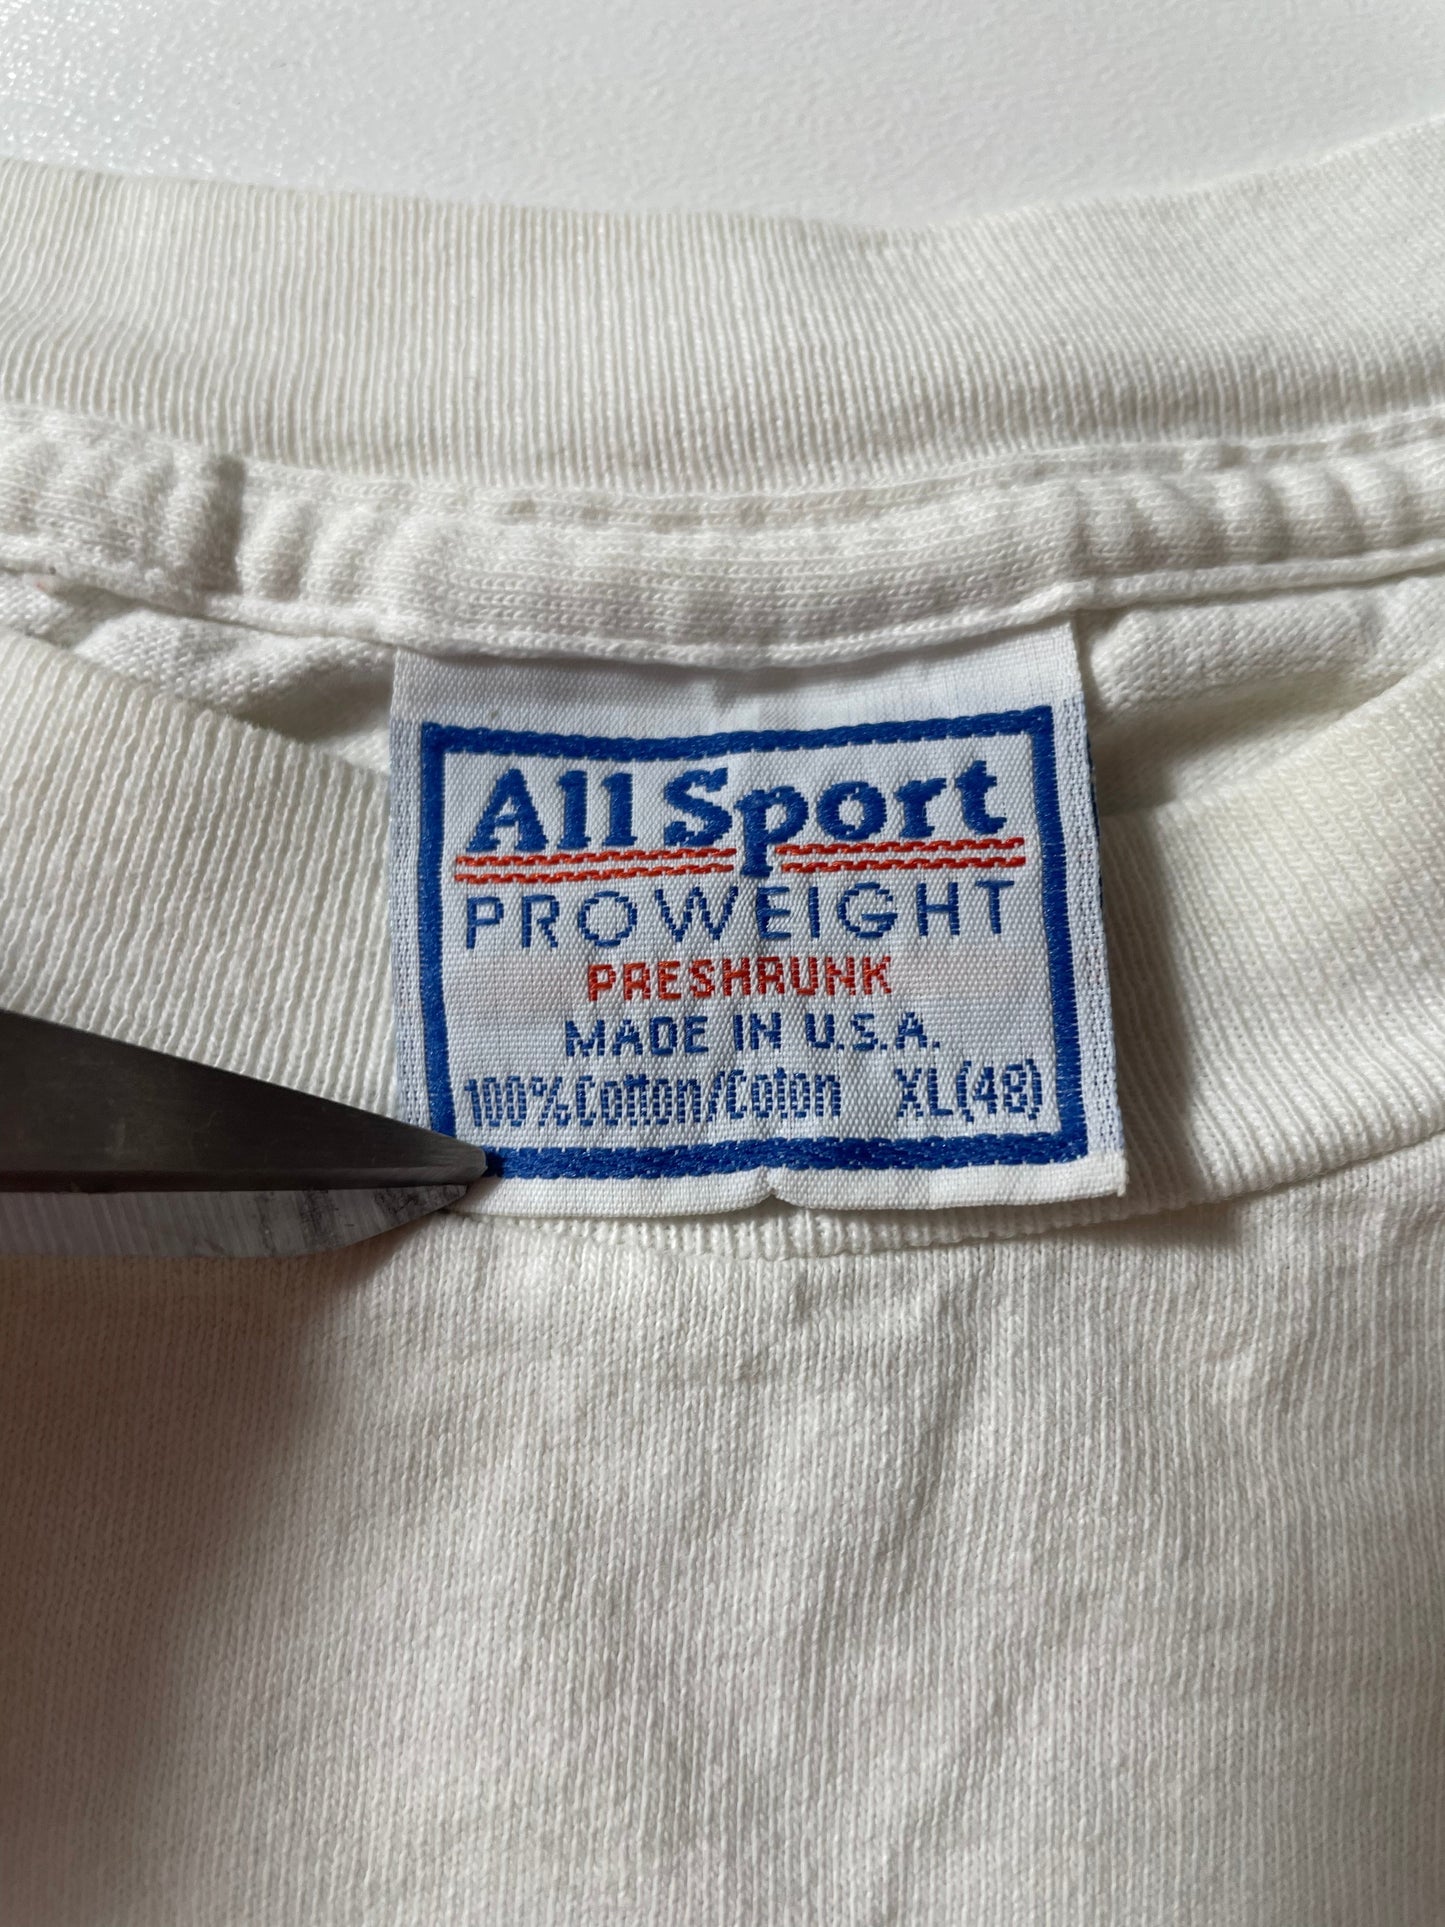 All Sport
PROWEIGHT
PRESHRUNK
MADE IN U.S.A.
100% Cotton/Coton XL(48)